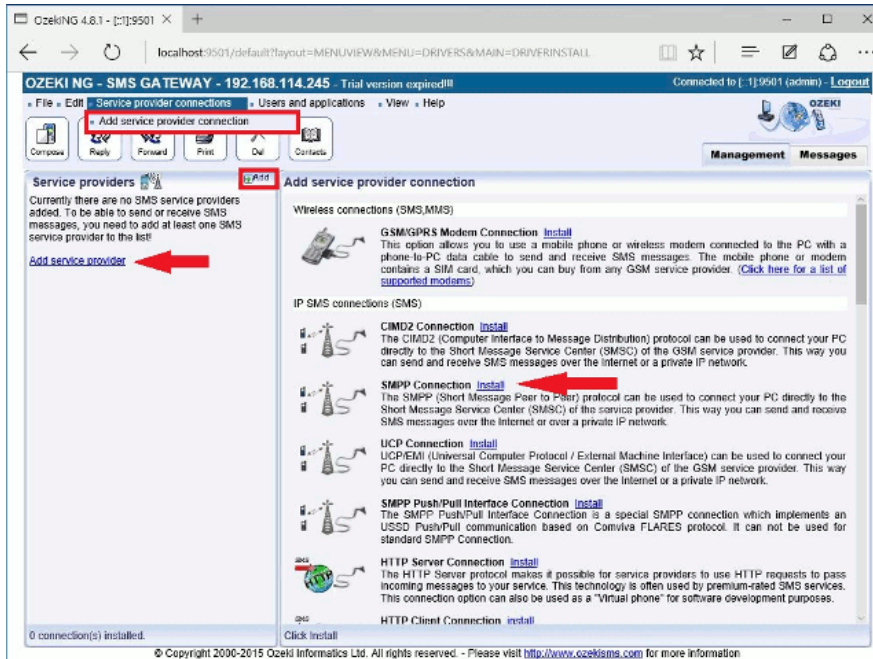 OzekiNG 4.8.1 - [::1]:9501
localhost:9501/default?layout=MENUVIEW&MENU=DRIVERS&MAIN=DRIVERINSTALL
OZEKI NG - SMS GATEWAY - 192.168.114.245 - Trial version expired!!!
Connected to [::1]:9501 (admin) - Logout
File Edit Service provider connections Users and applications View Help
Add service provider connection
OZEKI
Compose Reply Forward Print Del Contacts
Management Messages
Service providers
Add
Currently there are no SMS service providers
added. To be able to send or receive SMS
messages, you need to add at least one SMS
service provider to the list!
Add service provider
0 connection(s) installed.
Add service provider connection
Wireless connections (SMS,MMS)
GSM/GPRS Modem Connection Install
This option allows you to use a mobile phone or wireless modem connected to the PC with a
phone-to-PC data cable to send and receive SMS messages. The mobile phone or modem
contains a SIM card, which you can buy from any GSM service provider. (Click here for a list of
supported modems)
IP SMS connections (SMS)
CIMD2 Connection Install
The CIMD2 (Computer Interface to Message Distribution) protocol can be used to connect your PC
directly to the Short Message Service Center (SMSC) of the GSM service provider. This way you
can send and receive SMS messages over the Internet or a private IP network.
SMPP Connection Install
The SMPP (Short Message Peer to Peer) protocol can be used to connect your PC directly to the
Short Message Service Center (SMSC) of the service provider. This way you can send and receive
SMS messages over the Internet or over a private IP network.
UCP Connection Install
UCP/EMI (Universal Computer Protocol / External Machine Interface) can be used to connect your
PC directly to the Short Message Service Center (SMSC) of the GSM service provider. This way
you can send and receive SMS messages over the Internet or a private IP network.
SMPP Push/Pull Interface Connection Install
The SMPP Push/Pull Interface Connection is a special SMPP connection which implements an
USSD Push/Pull communication based on Comviva FLARES protocol. It can not be used for
standard SMPP Connection.
HTTP Server Connection Install
The HTTP Server protocol makes it possible for service providers to use HTTP requests to pass
incoming messages to your service. This technology is often used by premium-rated SMS services.
This connection option can also be used as a "Virtual phone" for software development purposes.
HTTP
HTTP Client Connection install
Click Install
© Copyright 2000-2015 Ozeki Informatics Ltd. All rights reserved. - Please visit http://www.ozekisms.com for more information